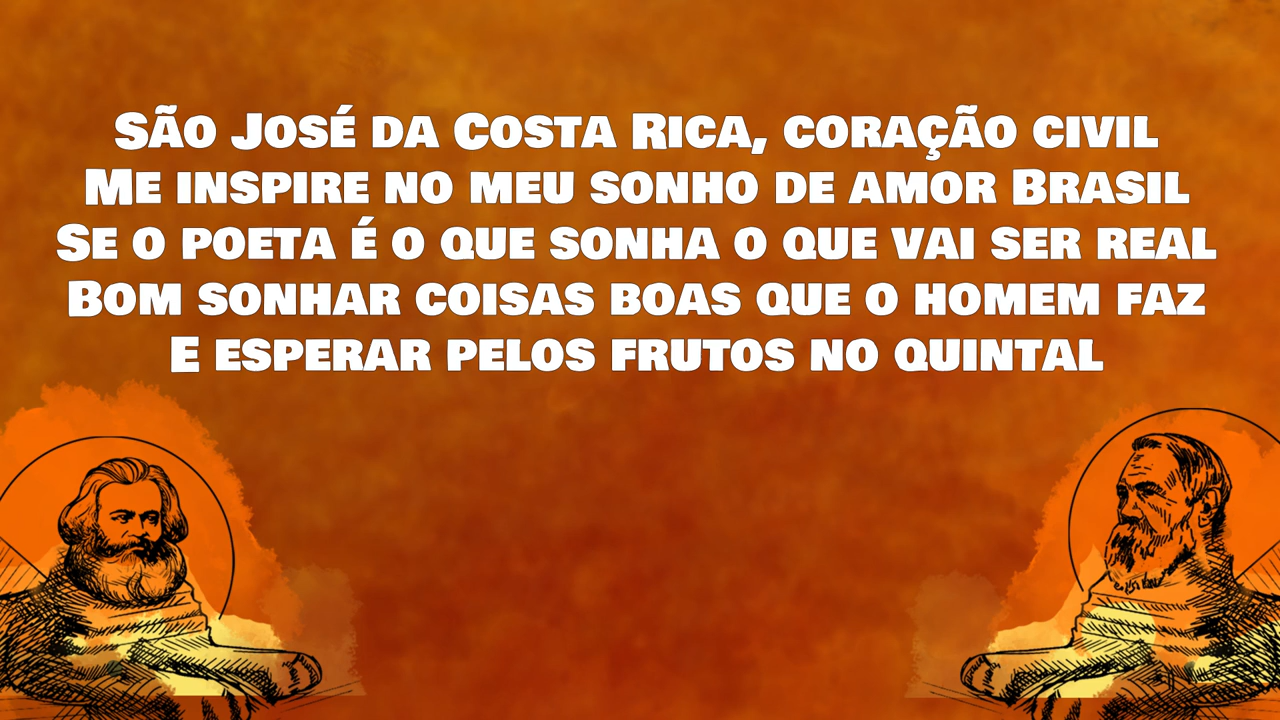 São José da Costa Rica, coração civil
Me inspire no meu sonho de amor Brasil
Se o poeta é o que sonha o que vai ser real
Bom sonhar coisas boas que o homem faz
E esperar pelos frutos no quintal